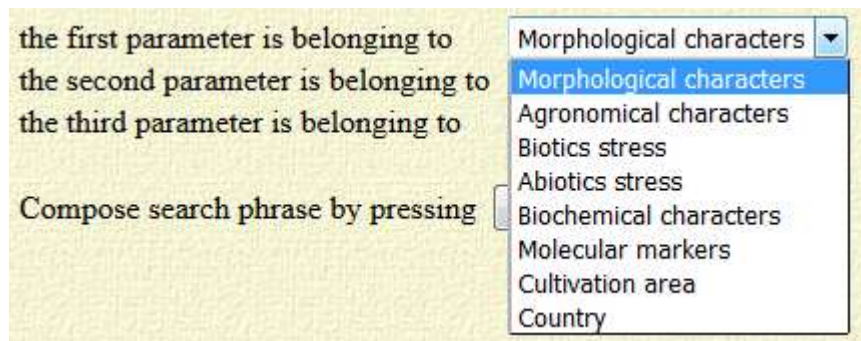 the first parameter is belonging to Morphological characters
the second parameter is belonging to Morphological characters
the third parameter is belonging to Agronomical characters
Biotics stress
Abiotics stress
Compose search phrase by pressing Biochemical characters
Molecular markers
Cultivation area
Country